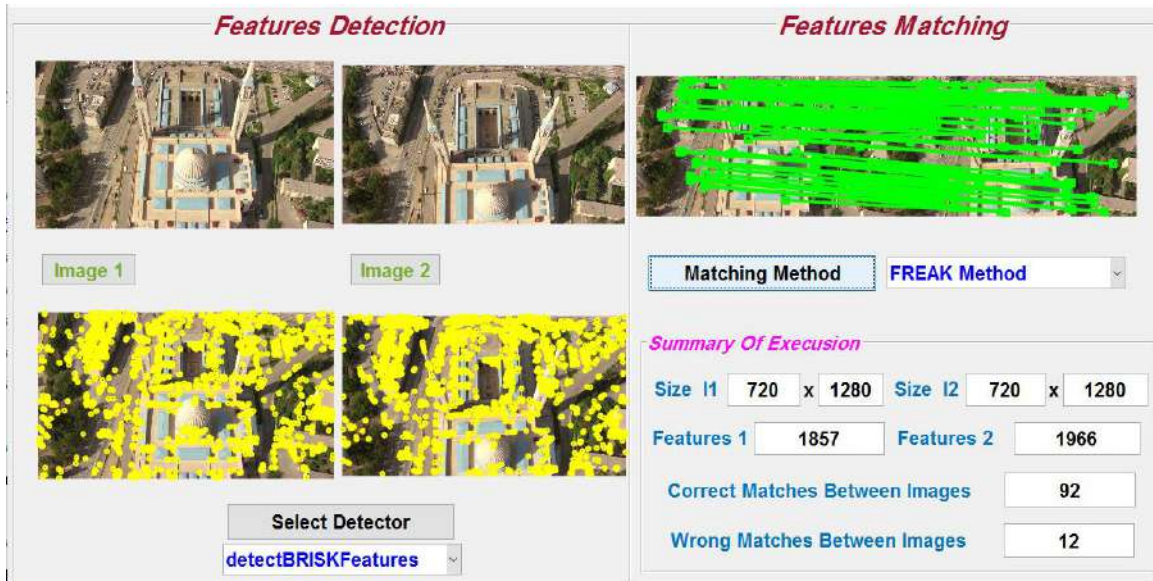 Features Detection
Features Matching
Image 1
Image 2
Matching Method
FREAK Method
Summary Of Execusion
Size I1 720 x 1280 Size I2 720 x 1280
Features 1 1857 Features 2 1966
Correct Matches Between Images 92
Wrong Matches Between Images 12
Select Detector
detectBRISKFeatures